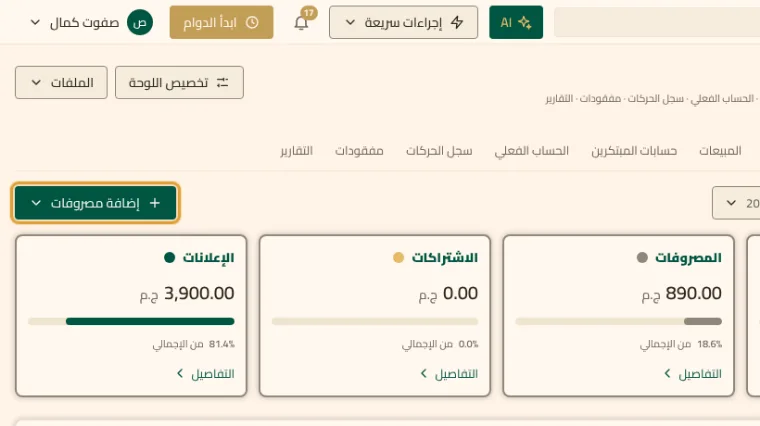 AI
إجراءات سريعة
17
ابدأ الدوام
ص
صفوت كمال
· الحساب الفعلي · سجل الحركات · مفقودات · التقارير
تخصيص اللوحة
الملفات
المبيعات
حسابات المبتكرين
الحساب الفعلي
سجل الحركات
مفقودات
التقارير
20
إضافة مصروفات
المصروفات
890.00 ج.م
18.6% من الإجمالي
التفاصيل
الاشتراكات
0.00 ج.م
0.0% من الإجمالي
التفاصيل
الإعلانات
3,900.00 ج.م
81.4% من الإجمالي
التفاصيل